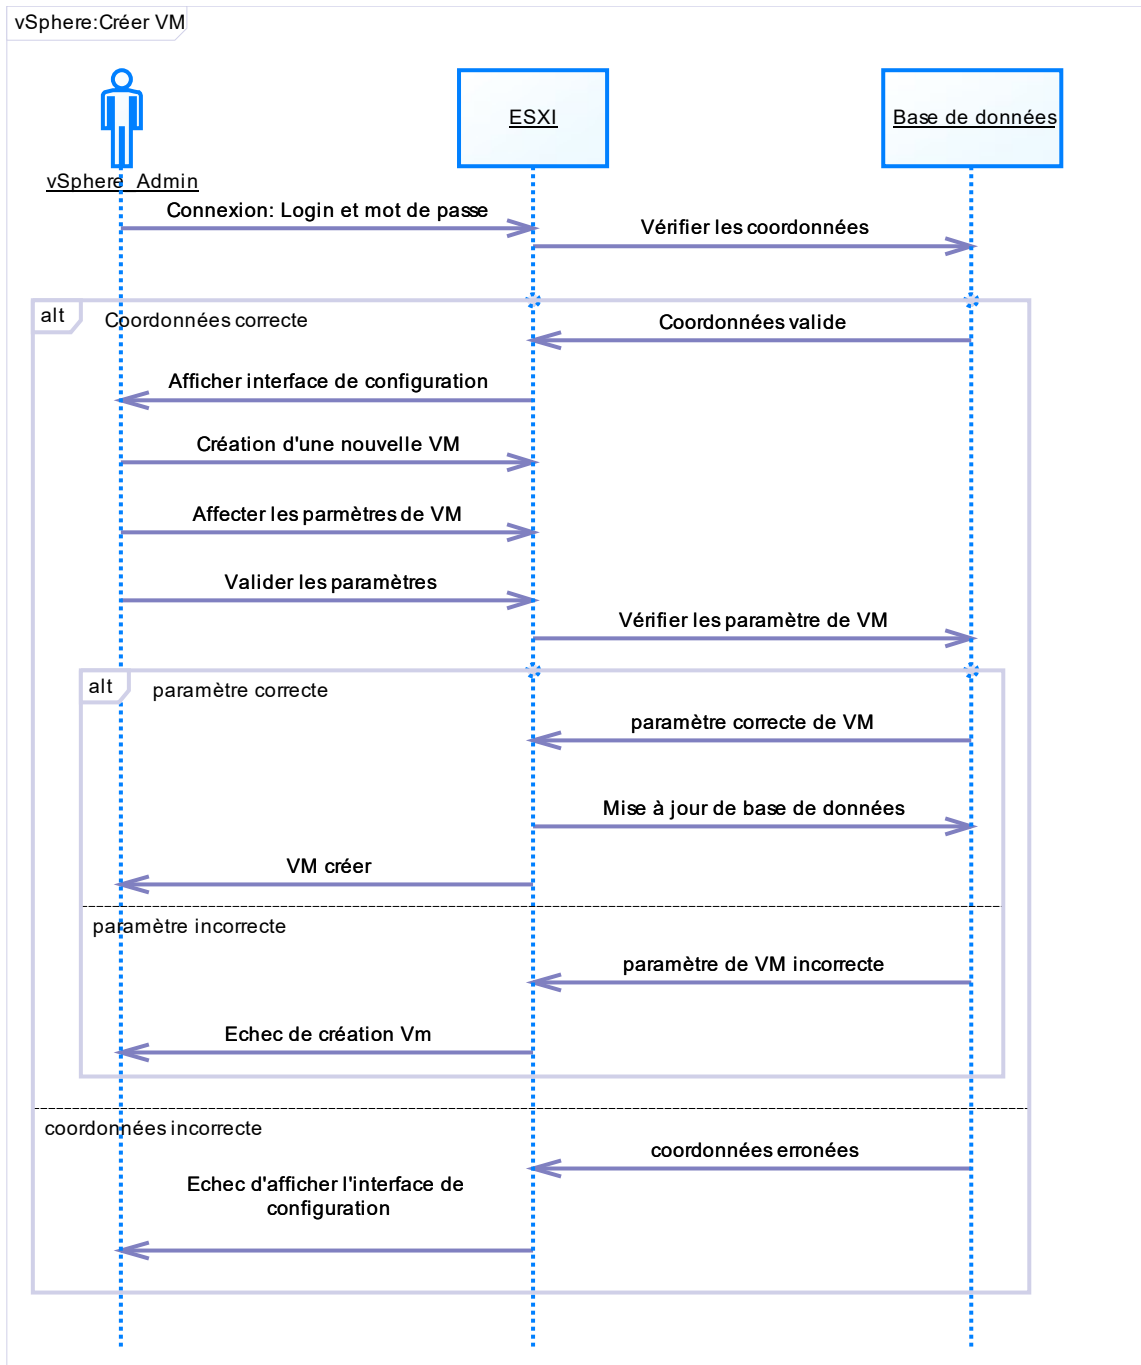 vSphere:Créer VM
ESXI
Base de données
vSphere_Admin
Connexion: Login et mot de passe
Vérifier les coordonnées
alt
Coordonnées correcte
Coordonnées valide
Afficher interface de configuration
Création d'une nouvelle VM
Affecter les parmètres de VM
Valider les paramètres
Vérifier les paramètre de VM
alt
paramètre correcte
paramètre correcte de VM
Mise à jour de base de données
VM créer
paramètre incorrecte
paramètre de VM incorrecte
Echec de création Vm
coordonnées incorrecte
coordonnées erronées
Echec d'afficher l'interface de
configuration